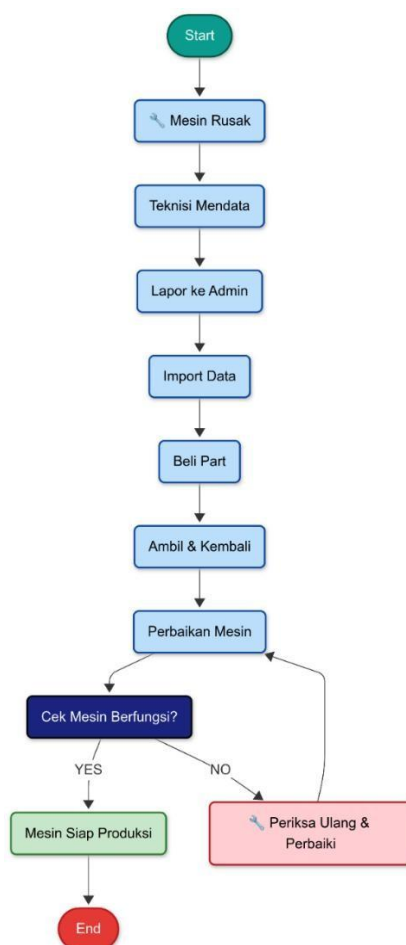 Start
🔧 Mesin Rusak
Teknisi Mendata
Lapor ke Admin
Import Data
Beli Part
Ambil & Kembali
Perbaikan Mesin
Cek Mesin Berfungsi?
YES
NO
Mesin Siap Produksi
🔧 Periksa Ulang &
Perbaiki
End